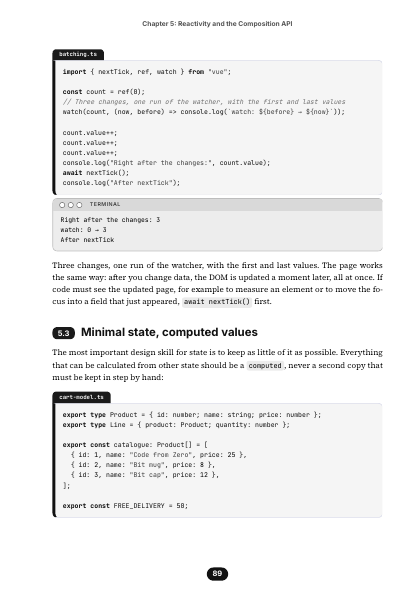 Chapter 5: Reactivity and the Composition API
batching.ts
import { nextTick, ref, watch } from "vue";
const count = ref(0);
// Three changes, one run of the watcher, with the first and last values
watch(count, (now, before) => console.log(`watch: ${before} → ${now}`));
count.value++;
count.value++;
count.value++;
console.log("Right after the changes:", count.value);
await nextTick();
console.log("After nextTick");
TERMINAL
Right after the changes: 3
watch: 0 → 3
After nextTick
Three changes, one run of the watcher, with the first and last values. The page works
the same way: after you change data, the DOM is updated a moment later, all at once. If
code must see the updated page, for example to measure an element or to move the fo-
cus into a field that just appeared, await nextTick() first.
5.3 Minimal state, computed values
The most important design skill for state is to keep as little of it as possible. Everything
that can be calculated from other state should be a computed, never a second copy that
must be kept in step by hand:
cart-model.ts
export type Product = { id: number; name: string; price: number };
export type Line = { product: Product; quantity: number };
export const catalogue: Product[] = [
{ id: 1, name: "Code from Zero", price: 25 },
{ id: 2, name: "Bit mug", price: 8 },
{ id: 3, name: "Bit cap", price: 12 },
];
export const FREE_DELIVERY = 50;
89